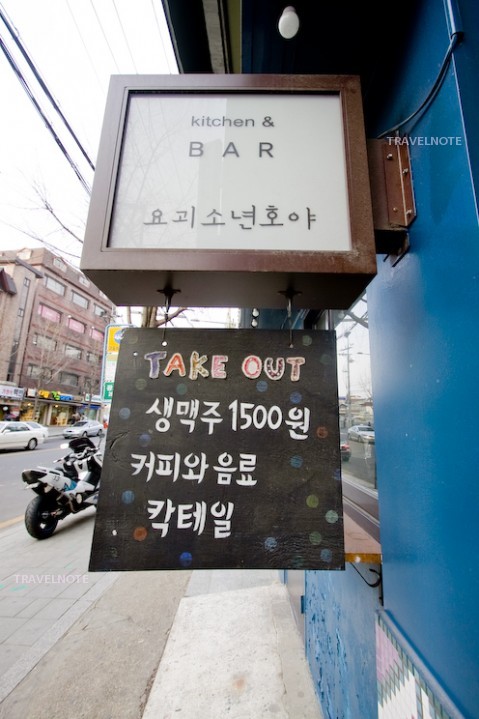 kitchen &
BAR
요괴소년호야
TAKE OUT
생맥주 1500원
커피와 음료
칵테일
TRAVELNOTE
TRAVELNOTE